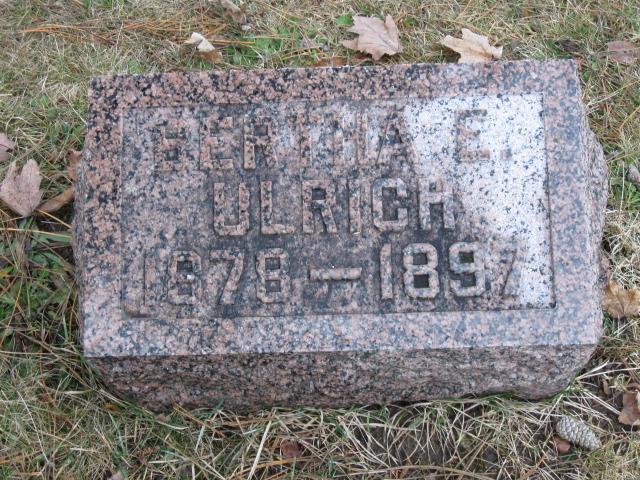 BERTHA E.
ULRICH
1878 — 1897